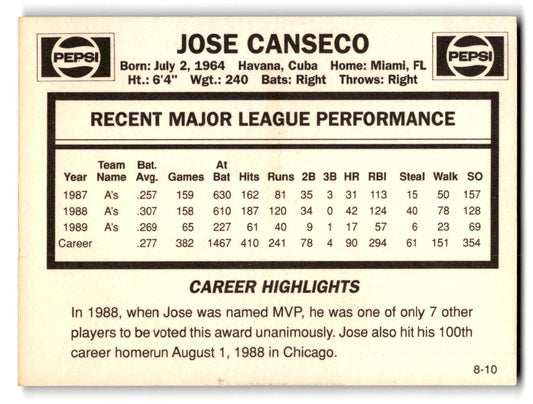 PEPSI
JOSE CANSECO
PEPSI
Born: July 2, 1964 Havana, Cuba Home: Miami, FL
Ht.: 6'4" Wgt.: 240 Bats: Right Throws: Right
RECENT MAJOR LEAGUE PERFORMANCE
Team Bat. At
Year Name Avg. Games Bat Hits Runs 2B 3B HR RBI Steal Walk SO
1987 A's .257 159 630 162 81 35 3 31 113 15 50 157
1988 A's .307 158 610 187 120 34 0 42 124 40 78 128
1989 A's .269 65 227 61 40 9 1 17 57 6 23 69
Career .277 382 1467 410 241 78 4 90 294 61 151 354
CAREER HIGHLIGHTS
In 1988, when Jose was named MVP, he was one of only 7 other
players to be voted this award unanimously. Jose also hit his 100th
career homerun August 1, 1988 in Chicago.
8-10